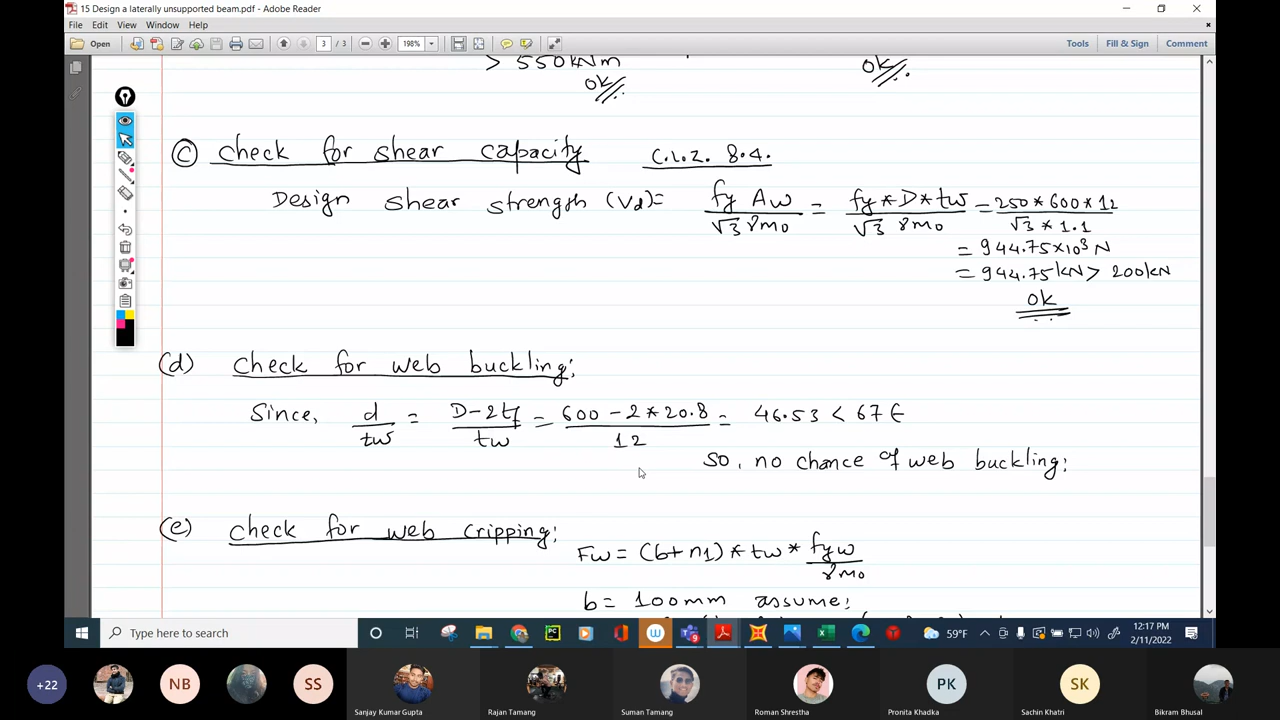 15 Design a laterally unsupported beam.pdf - Adobe Reader
File Edit View Window Help
Open 3 / 3 198% Tools Fill & Sign Comment
> 550kNm
ok
ok
(c) Check for shear capacity C.L.2. 8.4.
Design shear strength (Vd)= fy Aw / √3 γm0 = fy*D*tw / √3 γm0 = 250*600*12 / √3 * 1.1
= 944.75×10³ N
= 944.75kN > 200kN
ok
(d) Check for web buckling;
Since, d/tw = D-2tf / tw = 600-2*20.8 / 12 = 46.53 < 67 ϵ
So, no chance of web buckling;
(e) Check for web cripping;
Fw = (b+n1)*tw* fyw / γm0
b= 100mm assume;
Type here to search
59°F
12:17 PM
2/11/2022
+22 NB SS PK SK
Sanjay Kumar Gupta Rajan Tamang Suman Tamang Roman Shrestha Pronita Khadka Sachin Khatri Bikram Bhusal